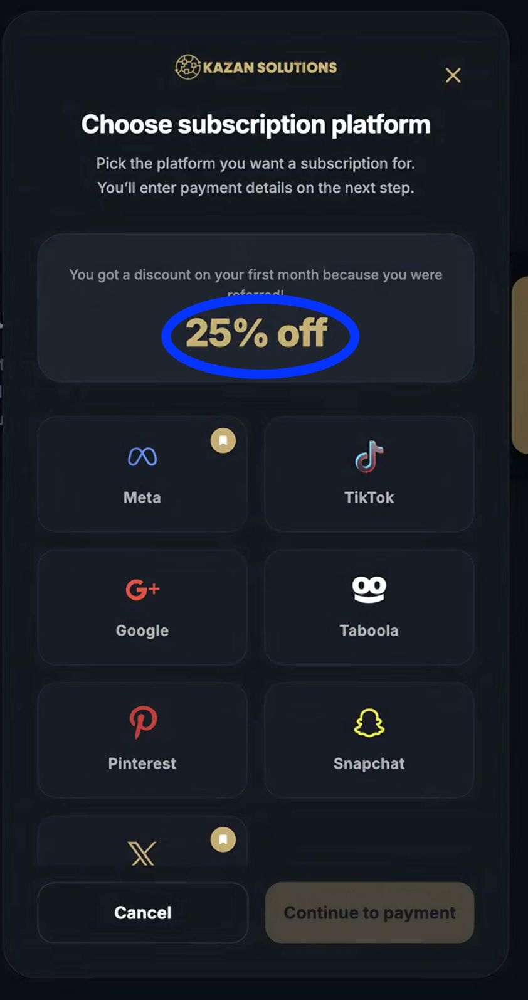 KAZAN SOLUTIONS
Choose subscription platform
Pick the platform you want a subscription for.
You'll enter payment details on the next step.
You got a discount on your first month because you were
referred!
25% off
Meta
TikTok
G+
Google
Taboola
Pinterest
Snapchat
X
Cancel
Continue to payment